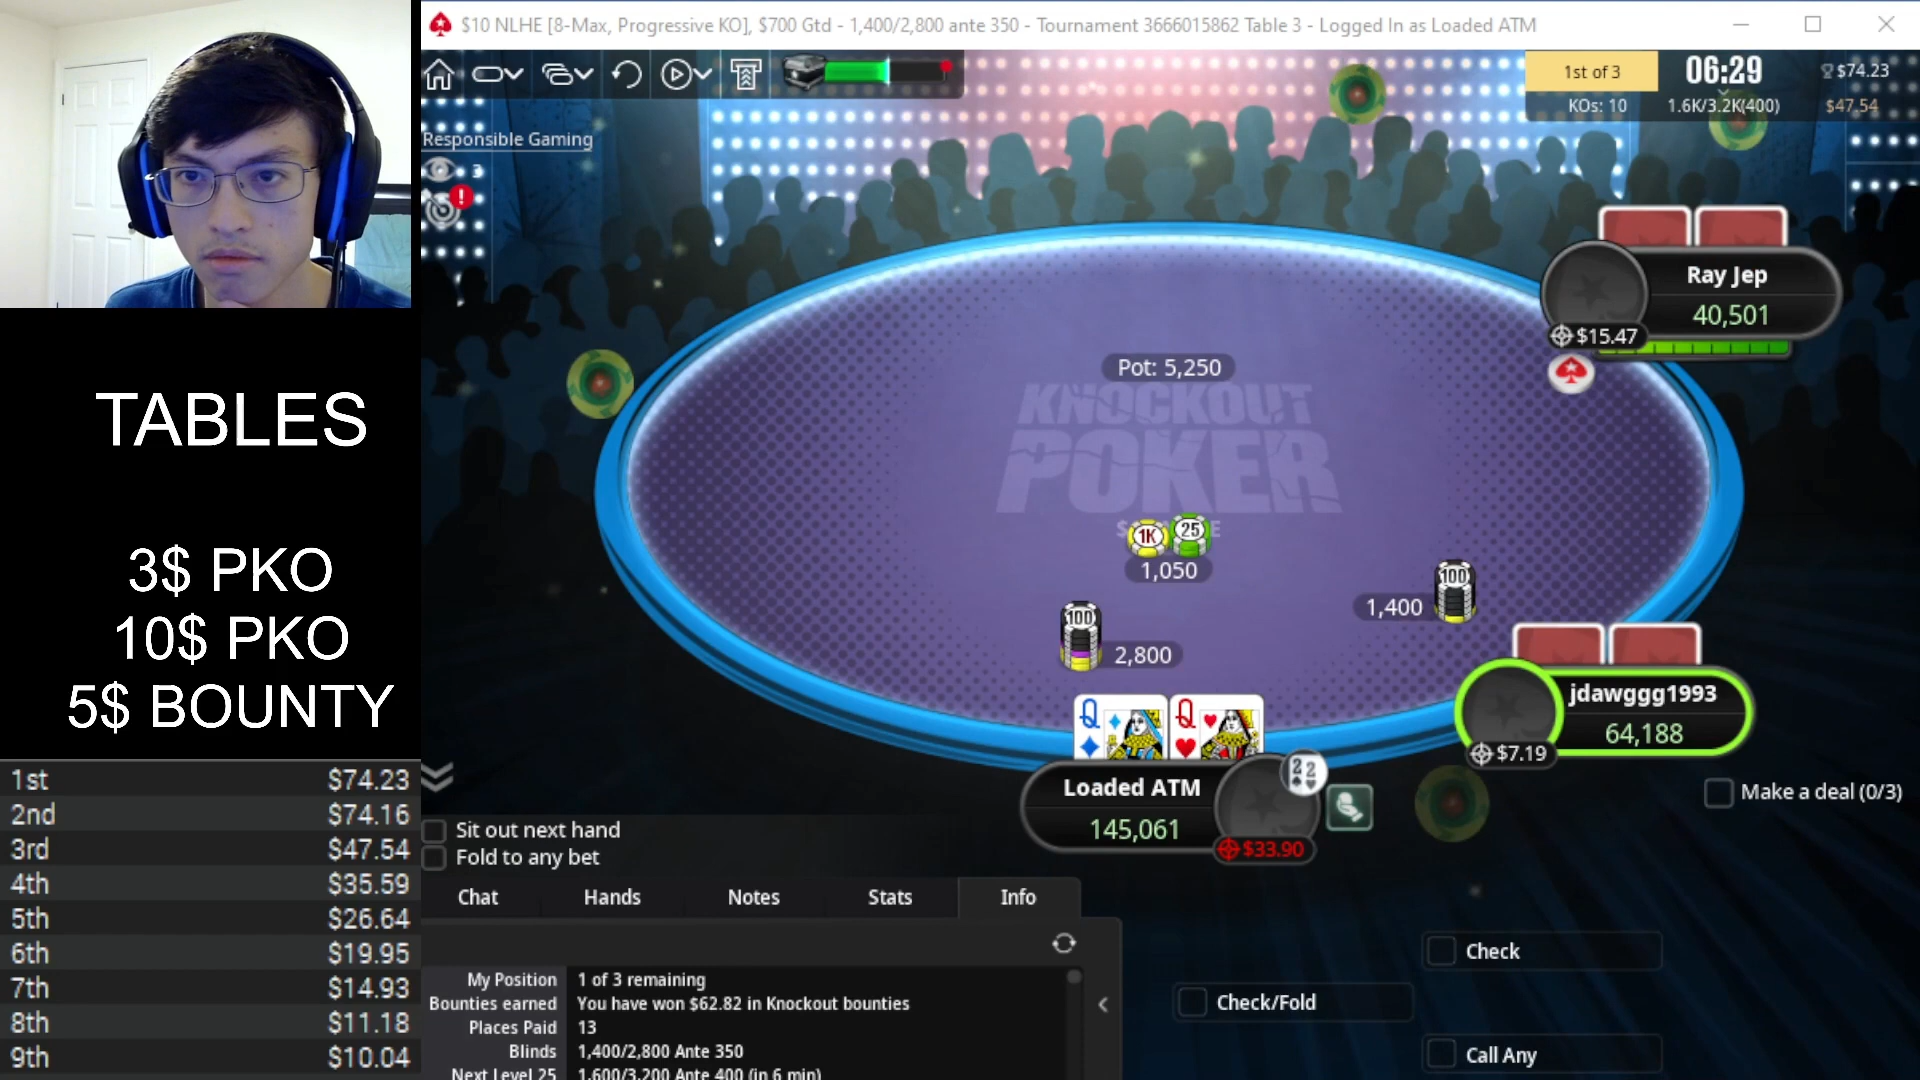 $10 NLHE [8-Max, Progressive KO], $700 Gtd - 1,400/2,800 ante 350 - Tournament 3666015862 Table 3 - Logged In as Loaded ATM
1st of 3
06:29
$74.23
KOs: 10
1.6K/3.2K(400)
$47.54
Responsible Gaming
3
!
Ray Jep
40,501
$15.47
Pot: 5,250
KNOCKOUT
POKER
1K
25
1,050
100
1,400
100
2,800
Q
Q
jdawggg1993
64,188
$7.19
Loaded ATM
145,061
22
$33.90
Make a deal (0/3)
TABLES
3$ PKO
10$ PKO
5$ BOUNTY
1st $74.23
2nd $74.16
3rd $47.54
4th $35.59
5th $26.64
6th $19.95
7th $14.93
8th $11.18
9th $10.04
Sit out next hand
Fold to any bet
Chat Hands Notes Stats Info
My Position 1 of 3 remaining
Bounties earned You have won $62.82 in Knockout bounties
Places Paid 13
Blinds 1,400/2,800 Ante 350
Next Level 25 1,600/3,200 Ante 400 (in 6 min)
Check
Check/Fold
Call Any